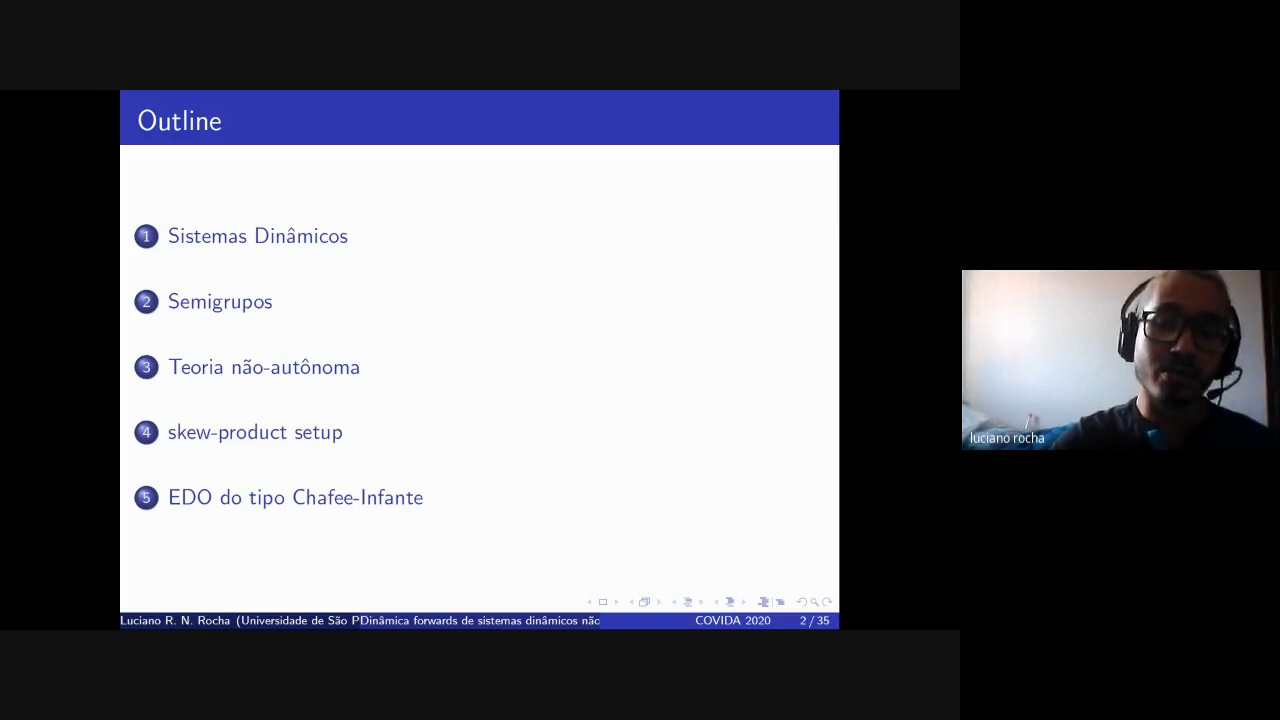 Outline
1 Sistemas Dinâmicos
2 Semigrupos
3 Teoria não-autônoma
4 skew-product setup
5 EDO do tipo Chafee-Infante
Luciano R. N. Rocha (Universidade de São P Dinâmica forwards de sistemas dinâmicos nãc COVIDA 2020 2 / 35
luciano rocha